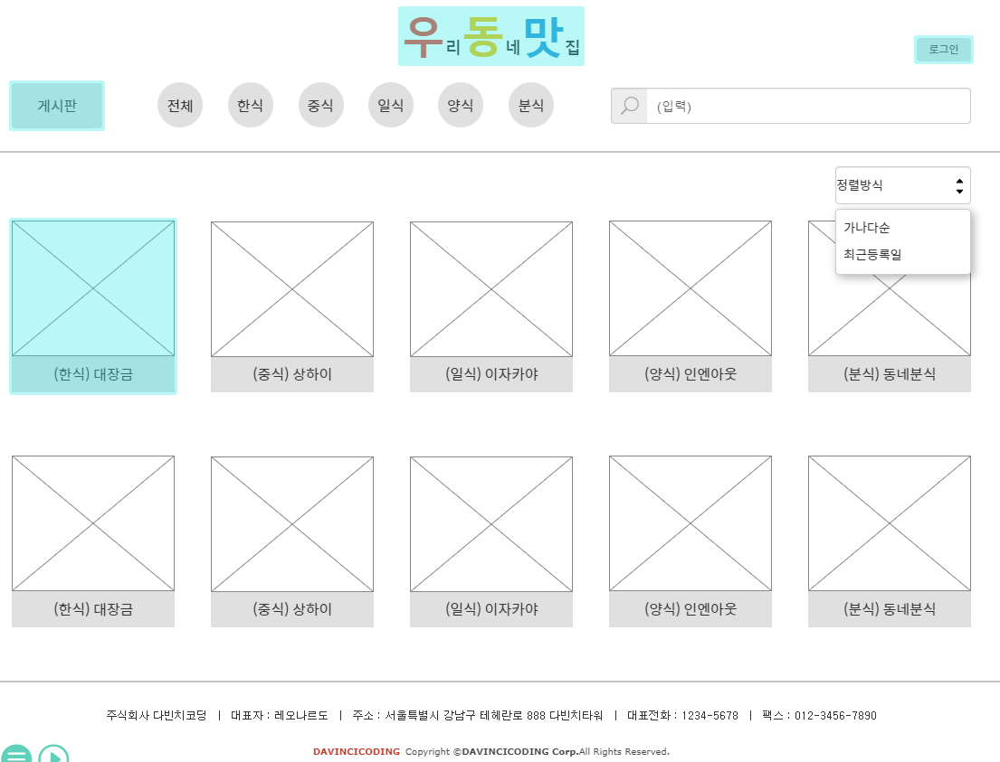 우리동네맛집
로그인
게시판 전체 한식 중식 일식 양식 분식 (입력)
정렬방식
가나다순
최근등록일
(한식) 대장금 (중식) 상하이 (일식) 이자카야 (양식) 인엔아웃 (분식) 동네분식
(한식) 대장금 (중식) 상하이 (일식) 이자카야 (양식) 인엔아웃 (분식) 동네분식
주식회사 다빈치코딩 | 대표자 : 레오나르도 | 주소 : 서울특별시 강남구 테헤란로 888 다빈치타워 | 대표전화 : 1234-5678 | 팩스 : 012-3456-7890
DAVINCICODING Copyright ©DAVINCICODING Corp.All Rights Reserved.